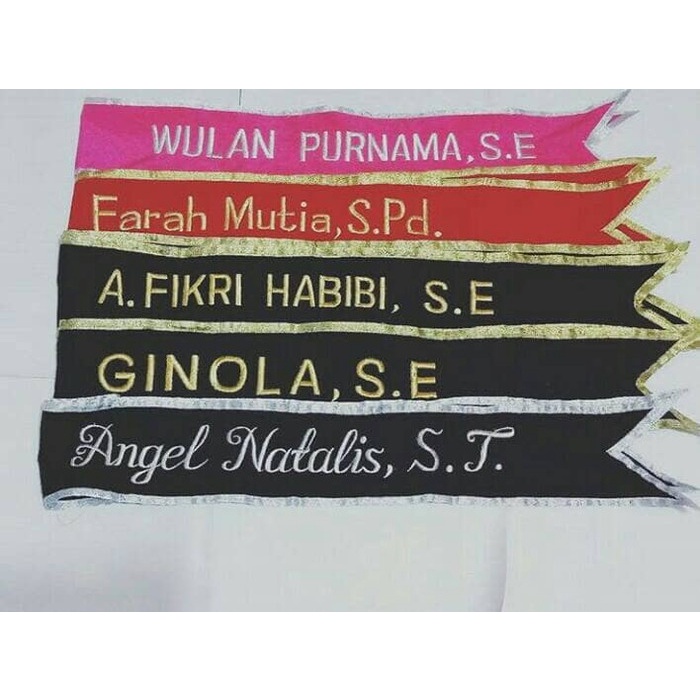 WULAN PURNAMA, S.E
Farah Mutia, S.Pd.
A. FIKRI HABIBI, S.E
GINOLA, S.E
Angel Natalis, S.T.